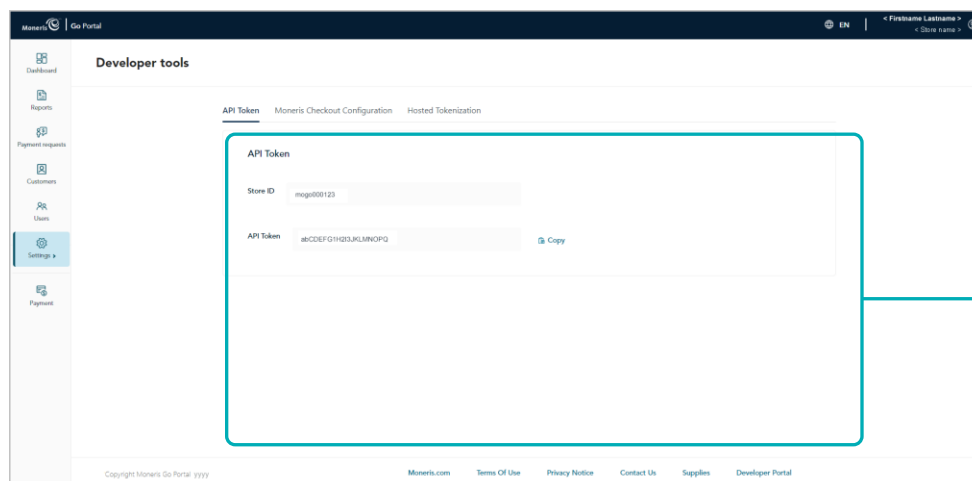 Moneris Go Portal
EN
< Firstname Lastname >
< Store name >
Dashboard
Reports
Payment requests
Customers
Users
Settings
Payment
Developer tools
API Token Moneris Checkout Configuration Hosted Tokenization
API Token
Store ID mogo000123
API Token abCDEFG1H2I3JKLMNOPQ Copy
Copyright Moneris Go Portal yyyy
Moneris.com Terms Of Use Privacy Notice Contact Us Supplies Developer Portal